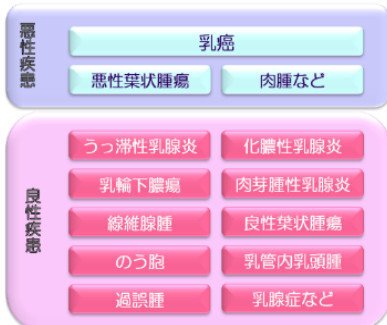 悪性疾患
乳癌
悪性葉状腫瘍 肉腫など
良性疾患
うっ滞性乳腺炎 化膿性乳腺炎
乳輪下膿瘍 肉芽腫性乳腺炎
線維腺腫 良性葉状腫瘍
のう胞 乳管内乳頭腫
過誤腫 乳腺症など